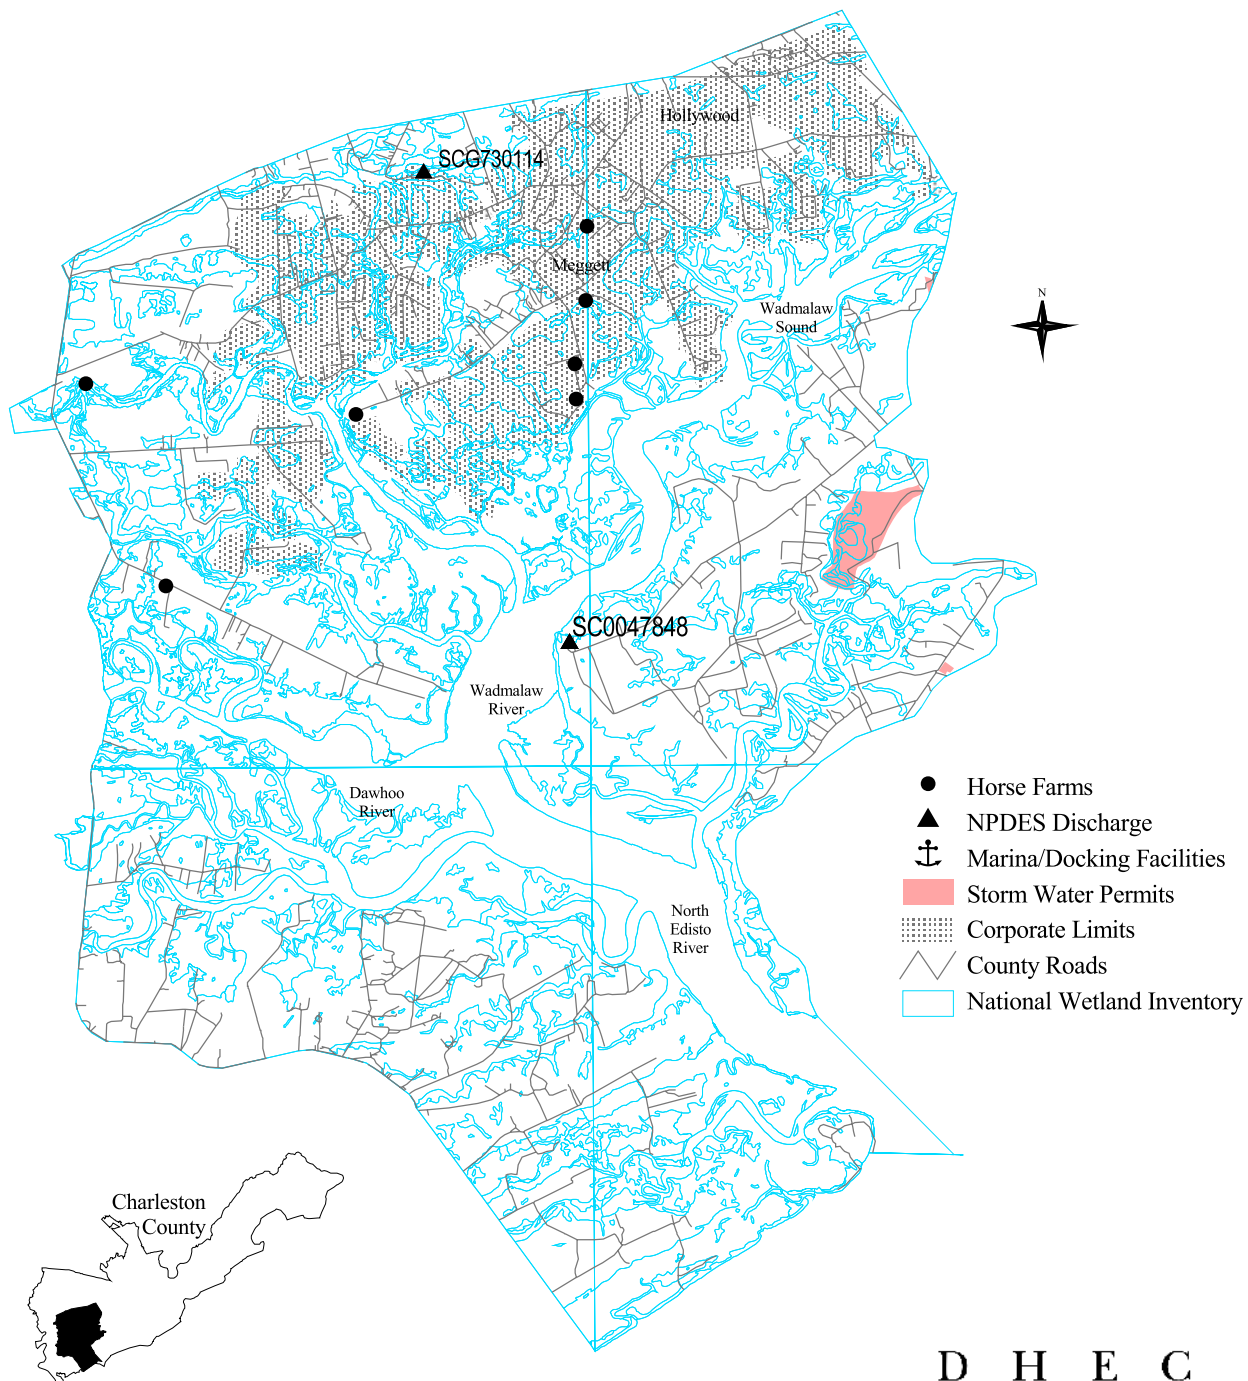 Hollywood
SCG730114
Meggett
Wadmalaw
Sound
N
SC0047848
Wadmalaw
River
Dawhoo
River
North
Edisto
River
Horse Farms
NPDES Discharge
Marina/Docking Facilities
Storm Water Permits
Corporate Limits
County Roads
National Wetland Inventory
Charleston
County
D H E C